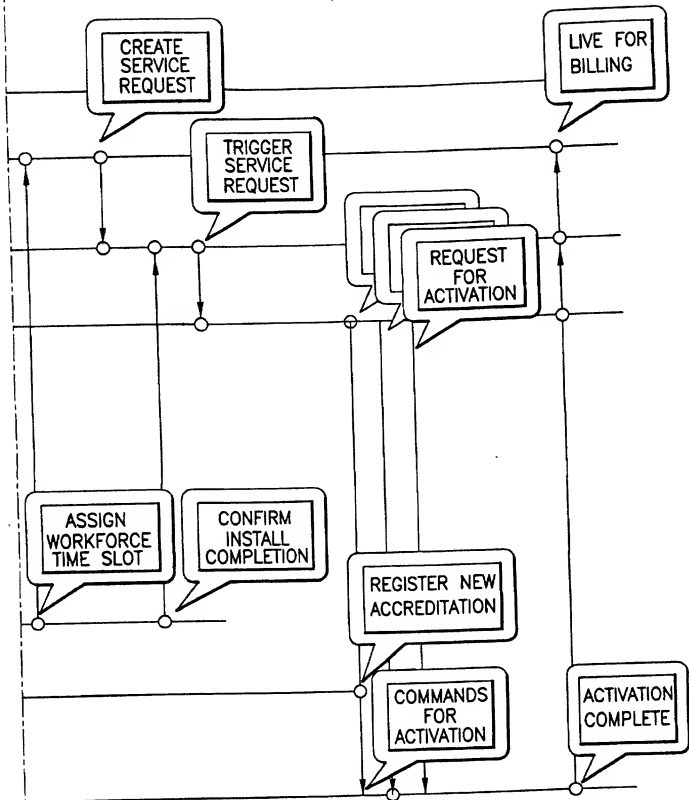 CREATE
SERVICE
REQUEST
LIVE FOR
BILLING
TRIGGER
SERVICE
REQUEST
REQUEST
FOR
ACTIVATION
ASSIGN
WORKFORCE
TIME SLOT
CONFIRM
INSTALL
COMPLETION
REGISTER NEW
ACCREDITATION
COMMANDS
FOR
ACTIVATION
ACTIVATION
COMPLETE